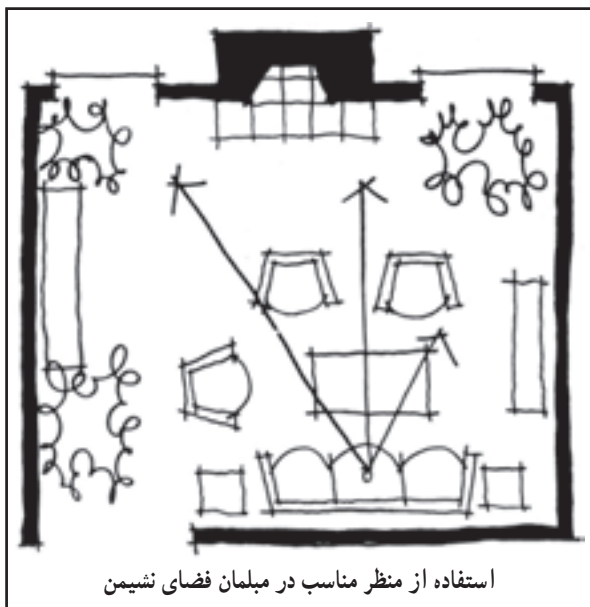 استفاده از منظر مناسب در مبلمان فضای نشیمن